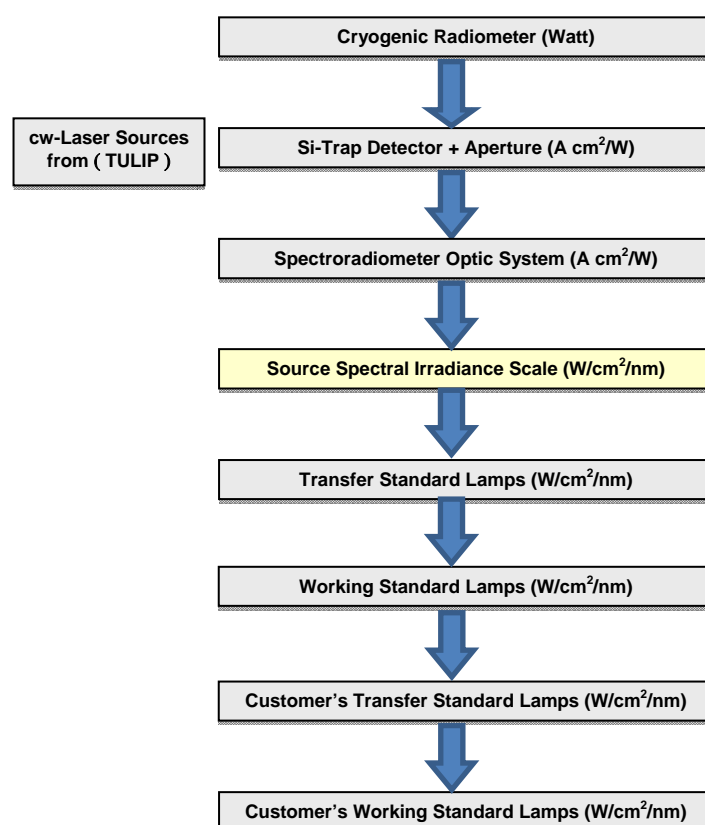 Cryogenic Radiometer (Watt)
cw-Laser Sources
from ( TULIP )
Si-Trap Detector + Aperture (A cm²/W)
Spectroradiometer Optic System (A cm²/W)
Source Spectral Irradiance Scale (W/cm²/nm)
Transfer Standard Lamps (W/cm²/nm)
Working Standard Lamps (W/cm²/nm)
Customer’s Transfer Standard Lamps (W/cm²/nm)
Customer’s Working Standard Lamps (W/cm²/nm)